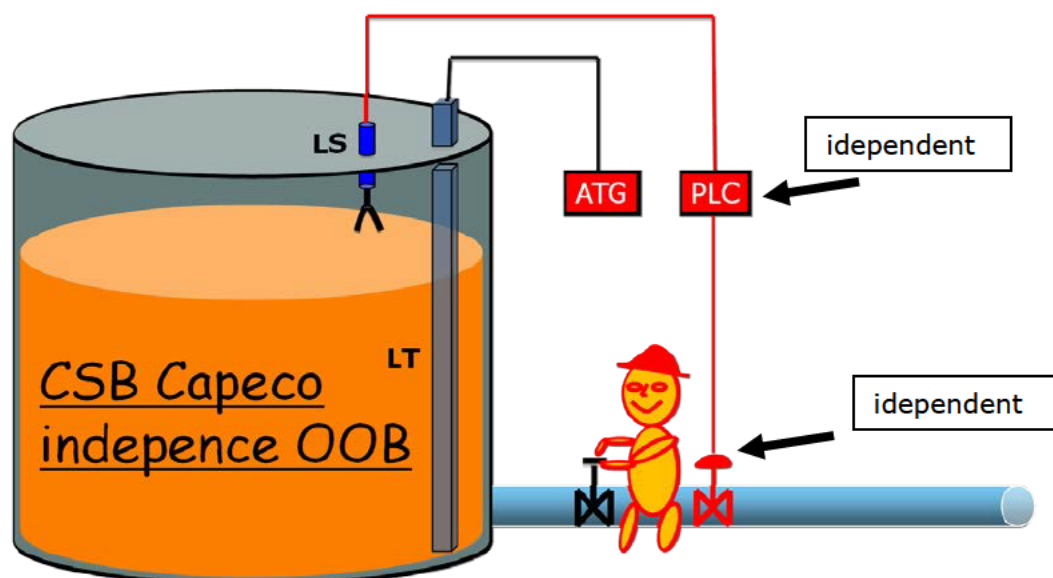 LS
idependent
ATG
PLC
LT
CSB Capeco
indepence OOB
idependent